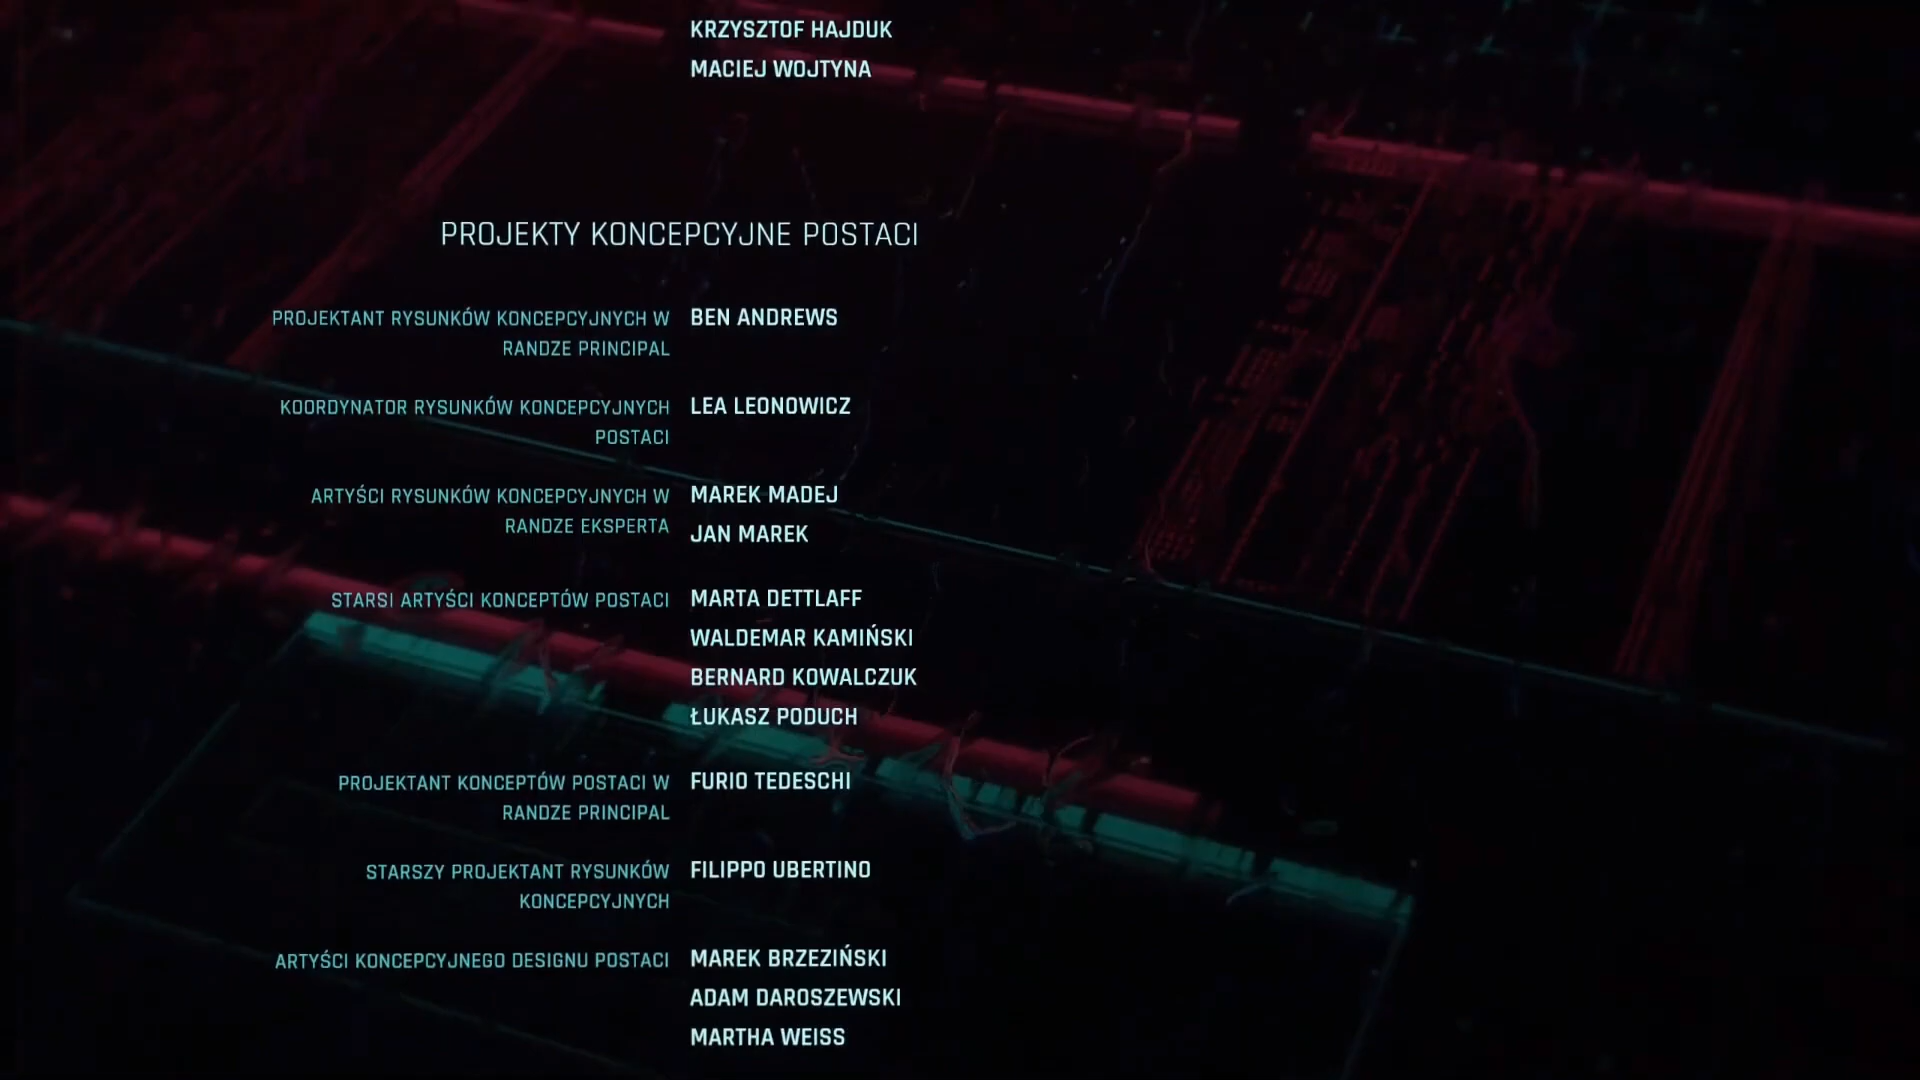 KRZYSZTOF HAJDUK
MACIEJ WOJTYNA
PROJEKTY KONCEPCYJNE POSTACI
PROJEKTANT RYSUNKÓW KONCEPCYJNYCH W BEN ANDREWS
RANDZE PRINCIPAL
KOORDYNATOR RYSUNKÓW KONCEPCYJNYCH LEA LEONOWICZ
POSTACI
ARTYŚCI RYSUNKÓW KONCEPCYJNYCH W MAREK MADEJ
RANDZE EKSPERTA JAN MAREK
STARSI ARTYŚCI KONCEPTÓW POSTACI MARTA DETTLAFF
WALDEMAR KAMIŃSKI
BERNARD KOWALCZUK
ŁUKASZ PODUCH
PROJEKTANT KONCEPTÓW POSTACI W FURIO TEDESCHI
RANDZE PRINCIPAL
STARSZY PROJEKTANT RYSUNKÓW FILIPPO UBERTINO
KONCEPCYJNYCH
ARTYŚCI KONCEPCYJNEGO DESIGNU POSTACI MAREK BRZEZIŃSKI
ADAM DAROSZEWSKI
MARTHA WEISS